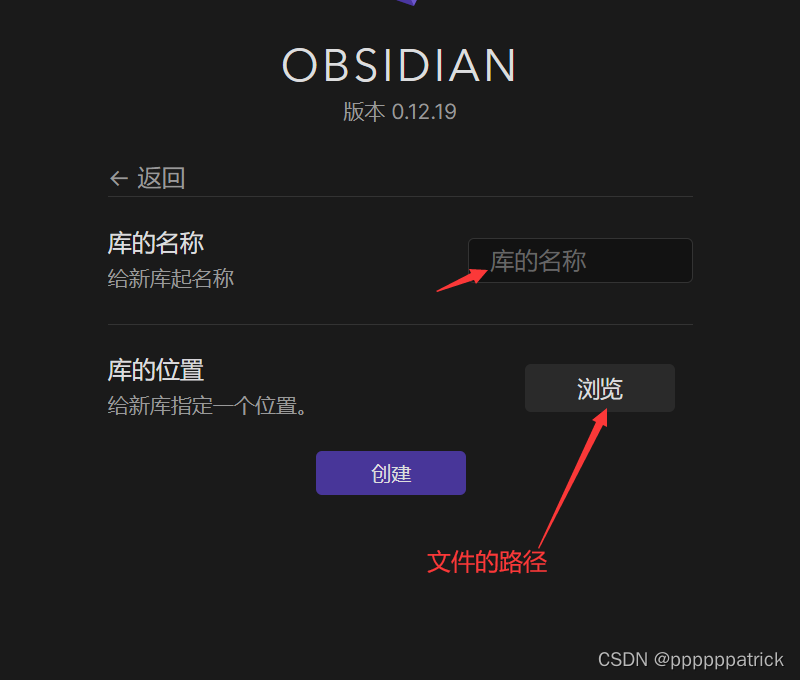 OBSIDIAN
版本 0.12.19
← 返回
库的名称
给新库起名称
库的名称
库的位置
给新库指定一个位置。
浏览
创建
文件的路径
CSDN @ppppppatrick